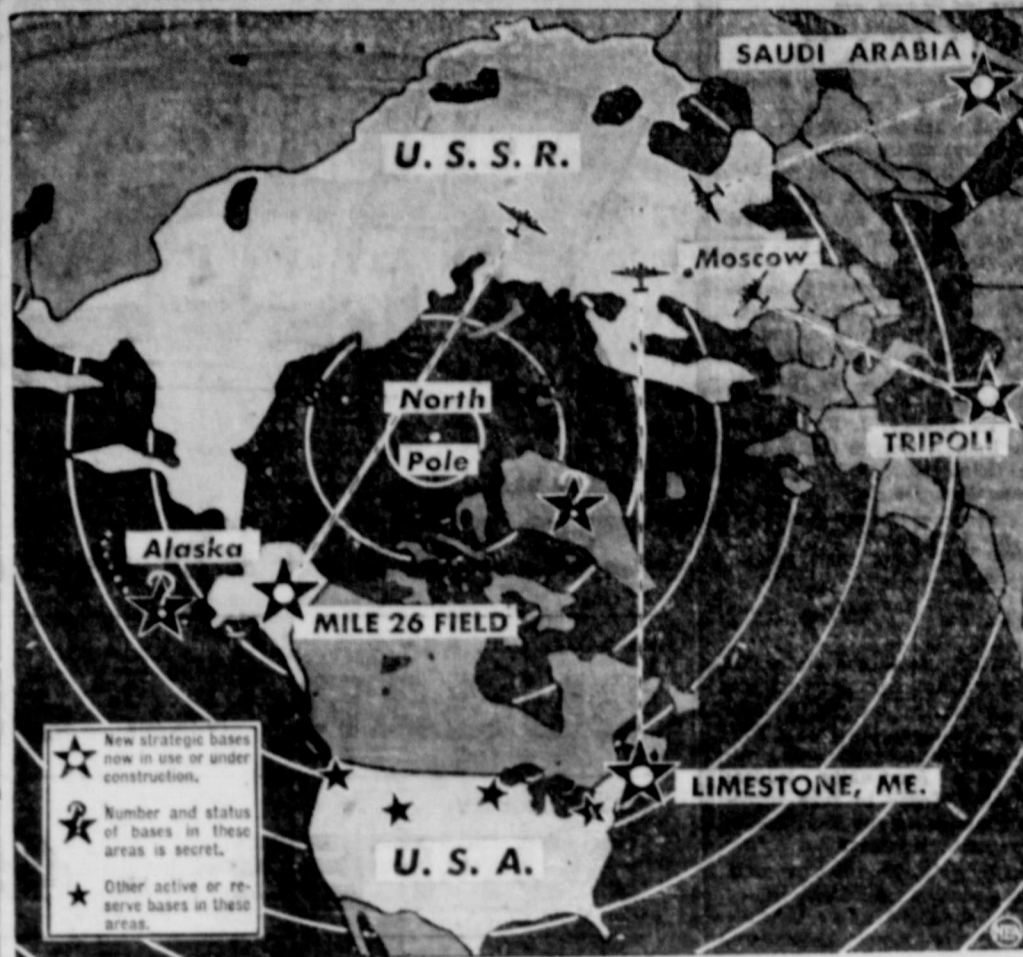 SAUDI ARABIA
U. S. S. R.
Moscow
North
Pole
TRIPOLI
Alaska
MILE 26 FIELD
New strategic bases
now in use or under
construction.
Number and status
of bases in these
areas is secret.
Other active or re-
serve bases in these
areas.
LIMESTONE, ME.
U. S. A.
NEA